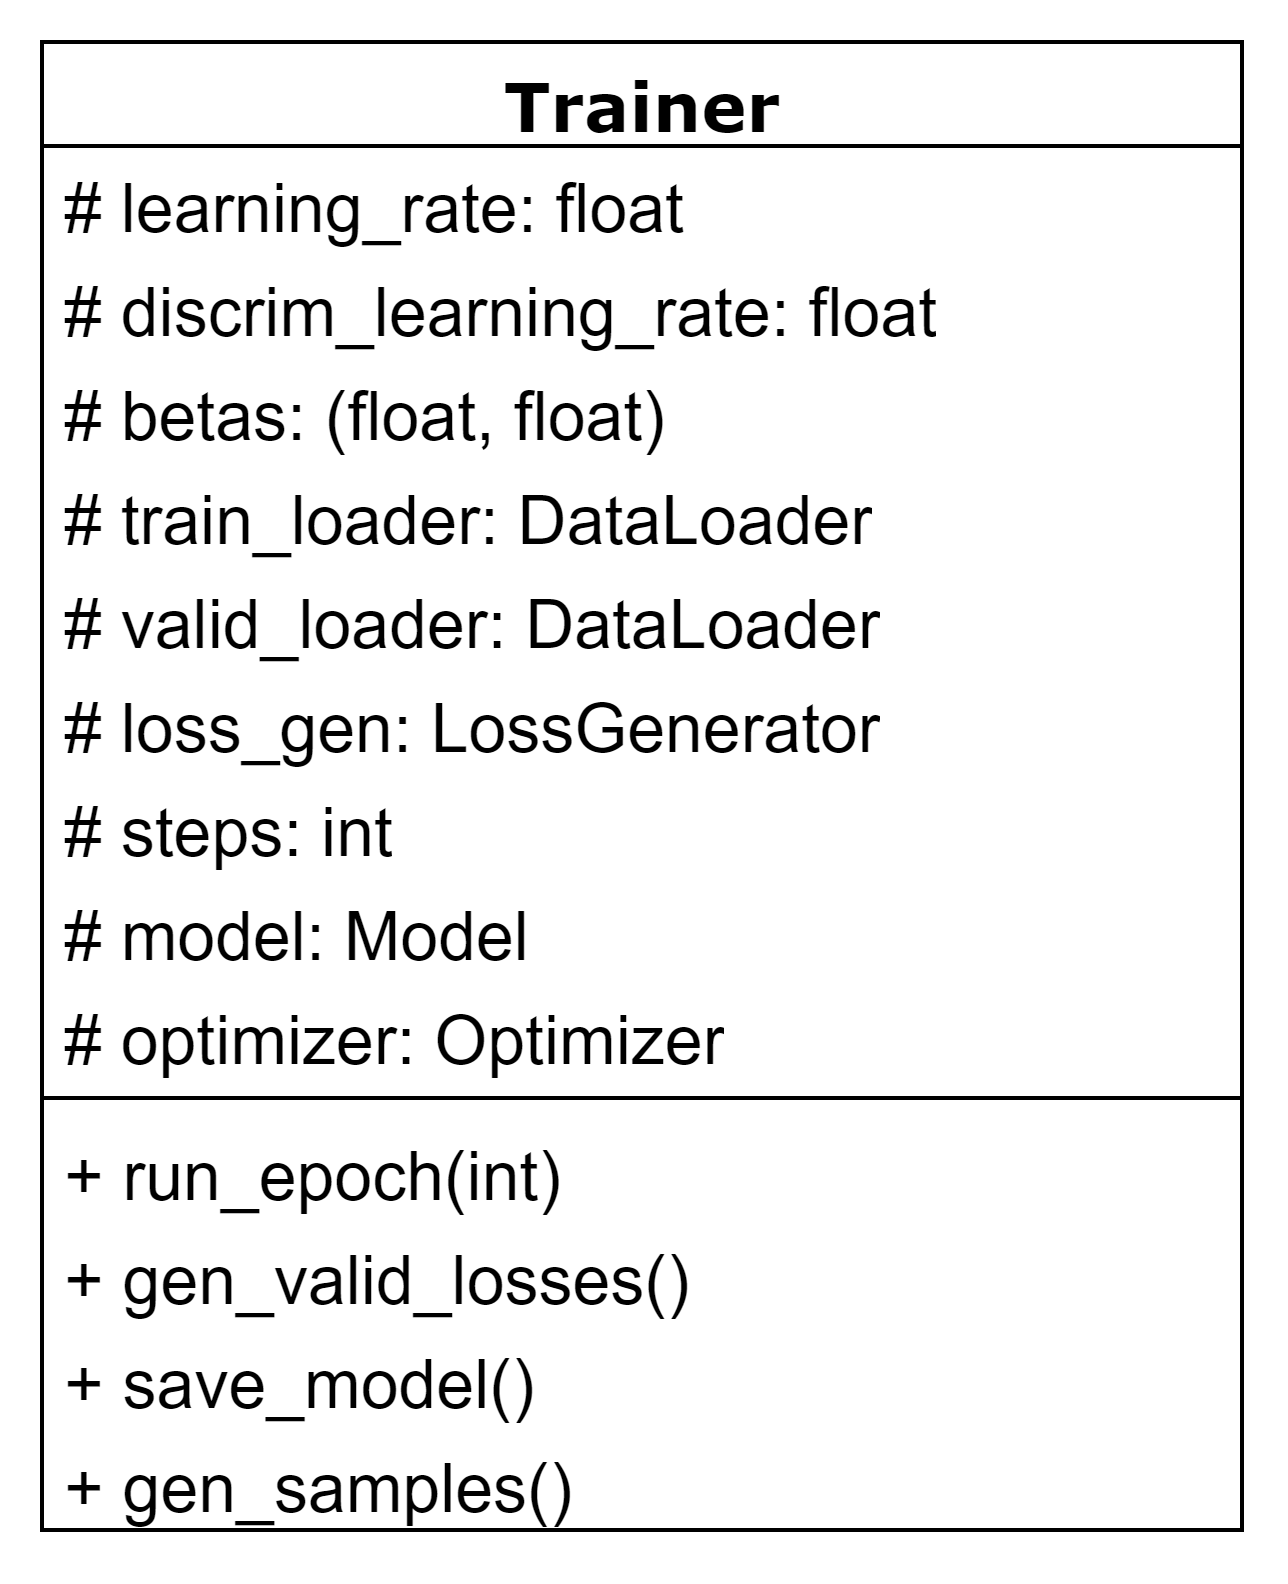 Trainer
# learning_rate: float
# discrim_learning_rate: float
# betas: (float, float)
# train_loader: DataLoader
# valid_loader: DataLoader
# loss_gen: LossGenerator
# steps: int
# model: Model
# optimizer: Optimizer
+ run_epoch(int)
+ gen_valid_losses()
+ save_model()
+ gen_samples()